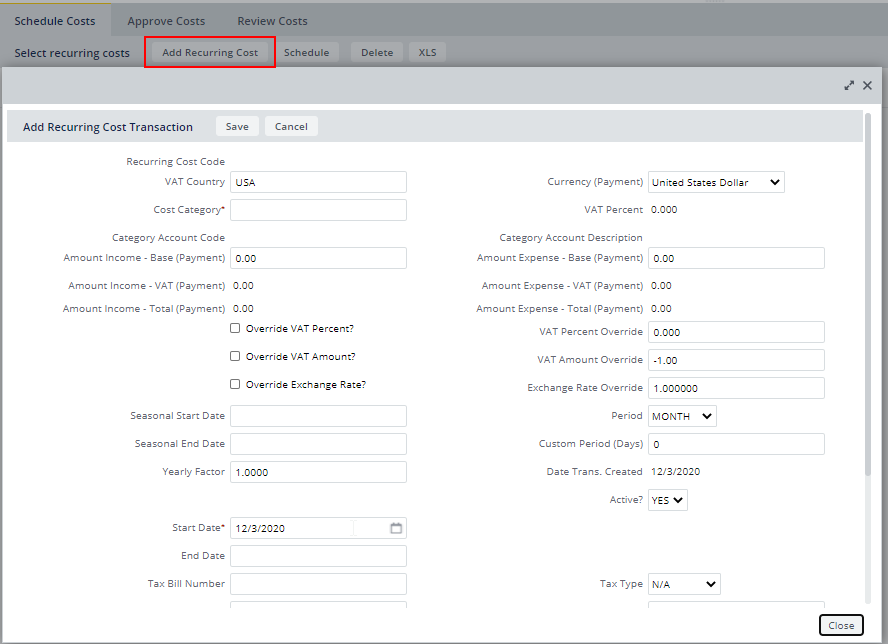 Schedule Costs Approve Costs Review Costs
Select recurring costs Add Recurring Cost Schedule Delete XLS
Add Recurring Cost Transaction Save Cancel
Recurring Cost Code
VAT Country USA Currency (Payment) United States Dollar
Cost Category* VAT Percent 0.000
Category Account Code Category Account Description
Amount Income - Base (Payment) 0.00 Amount Expense - Base (Payment) 0.00
Amount Income - VAT (Payment) 0.00 Amount Expense - VAT (Payment) 0.00
Amount Income - Total (Payment) 0.00 Amount Expense - Total (Payment) 0.00
Override VAT Percent? VAT Percent Override 0.000
Override VAT Amount? VAT Amount Override -1.00
Override Exchange Rate? Exchange Rate Override 1.000000
Seasonal Start Date Period MONTH
Seasonal End Date Custom Period (Days) 0
Yearly Factor 1.0000 Date Trans. Created 12/3/2020
Active? YES
Start Date* 12/3/2020
End Date
Tax Bill Number Tax Type N/A
Close